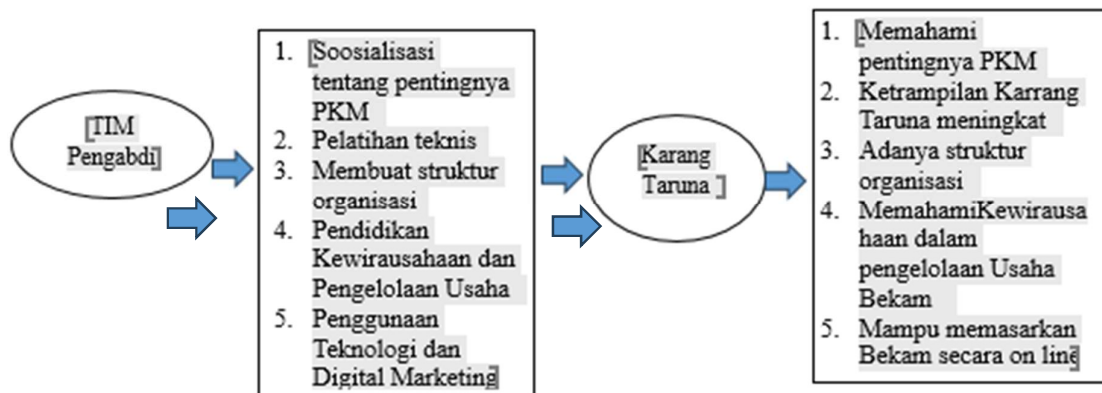 TIM
Pengabdi
1. Soosialisasi
tentang pentingnya
PKM
2. Pelatihan teknis
3. Membuat struktur
organisasi
4. Pendidikan
Kewirausahaan dan
Pengelolaan Usaha
5. Penggunaan
Teknologi dan
Digital Marketing
Karang
Taruna
1. Memahami
pentingnya PKM
2. Ketrampilan Karrang
Taruna meningkat
3. Adanya struktur
organisasi
4. MemahamiKewirausa
haan dalam
pengelolaan Usaha
Bekam
5. Mampu memasarkan
Bekam secara on line